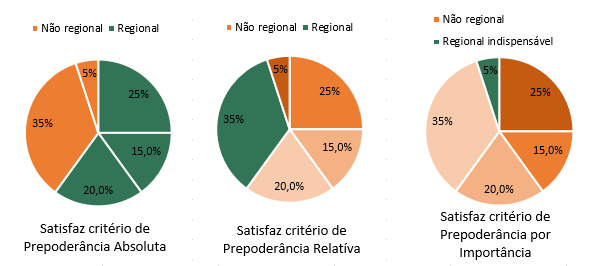 Não regional Regional
5%
25%
35%
15,0%
20,0%
Satisfaz critério de
Prepoderância Absoluta
Não regional Regional
5%
25%
35%
15,0%
20,0%
Satisfaz critério de
Prepoderância Relatíva
Não regional
Regional indispensável
5%
25%
35%
15,0%
20,0%
Satisfaz critério de
Prepoderância por
Importância